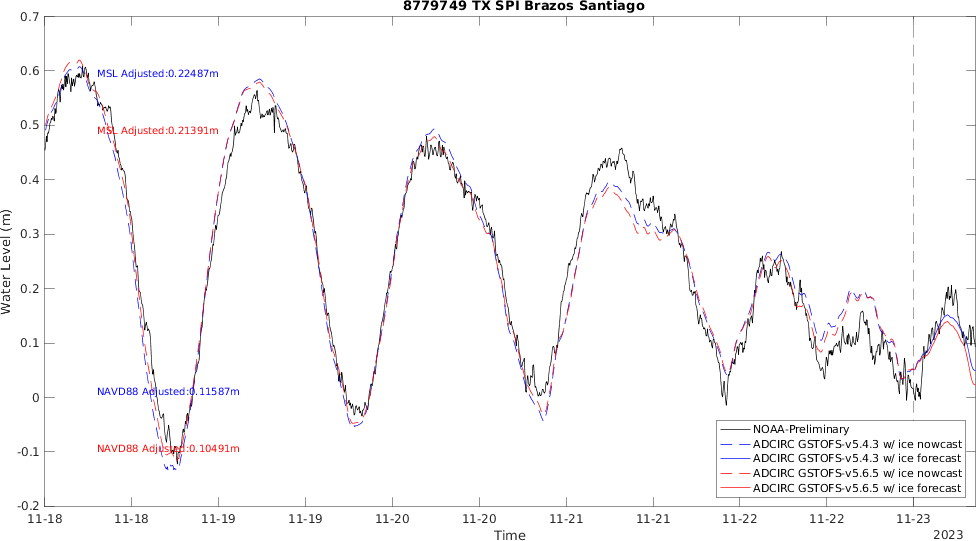 8779749 TX SPI Brazos Santiago
0.7
0.6
0.5
0.4
0.3
0.2
0.1
0
-0.1
-0.2
Water Level (m)
MSL Adjusted:0.22487m
MSL Adjusted:0.21391m
NAVD88 Adjusted:0.11587m
NAVD88 Adjusted:0.10491m
NOAA-Preliminary
ADCIRC GSTOFS-v5.4.3 w/ ice nowcast
ADCIRC GSTOFS-v5.4.3 w/ ice forecast
ADCIRC GSTOFS-v5.6.5 w/ ice nowcast
ADCIRC GSTOFS-v5.6.5 w/ ice forecast
11-18 11-18 11-19 11-19 11-20 11-20 11-21 11-21 11-22 11-22 11-23
Time
2023